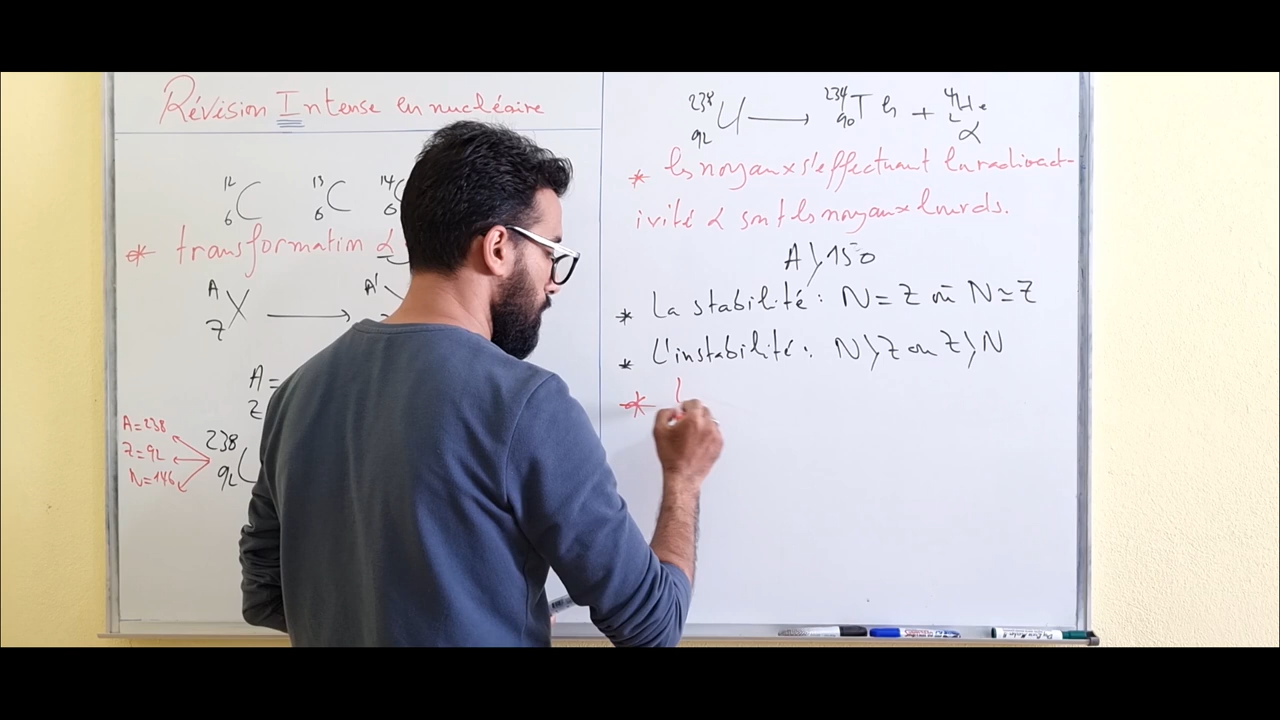 Révision Intense en nucléaire
12 6 C 13 6 C 14 6 C
* transformation α
A Z X → A'
A =
Z
A=238
Z=92
N=146
238 92 U
238 92 U → 234 90 Th + 4 2 He
α
* les noyaux s'effectuant la radioact-
ivité α sont les noyaux lourds.
A > 150
* La stabilité : N = Z ou N ≃ Z
* L'instabilité : N > Z ou Z > N
* L